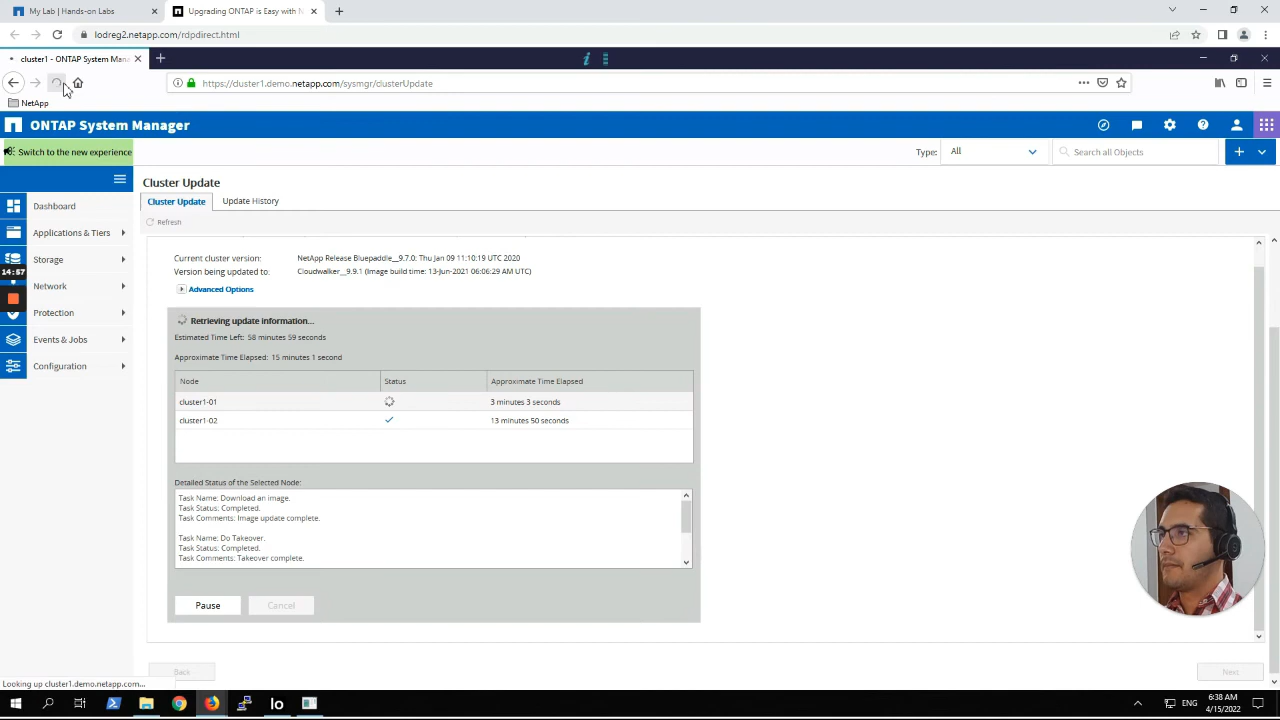 My Lab | Hands-on Labs
Upgrading ONTAP is Easy with N
lodreg2.netapp.com/rdpdirect.html
cluster1 - ONTAP System Mana
https://cluster1.demo.netapp.com/sysmgr/clusterUpdate
NetApp
ONTAP System Manager
Switch to the new experience
Type:
All
Search all Objects
Cluster Update
Dashboard
Cluster Update
Update History
Refresh
Applications & Tiers
Storage
14:57
Network
Protection
Events & Jobs
Configuration
Current cluster version:
NetApp Release Bluepaddle__9.7.0: Thu Jan 09 11:10:19 UTC 2020
Version being updated to:
Cloudwalker__9.9.1 (Image build time: 13-Jun-2021 06:06:29 AM UTC)
Advanced Options
Retrieving update information...
Estimated Time Left: 58 minutes 59 seconds
Approximate Time Elapsed: 15 minutes 1 second
Node
Status
Approximate Time Elapsed
cluster1-01
3 minutes 3 seconds
cluster1-02
13 minutes 50 seconds
Detailed Status of the Selected Node:
Task Name: Download an image.
Task Status: Completed.
Task Comments: Image update complete.
Task Name: Do Takeover.
Task Status: Completed.
Task Comments: Takeover complete.
Pause
Cancel
Back
Next
Looking up cluster1.demo.netapp.com...
lo
ENG
6:38 AM
4/15/2022